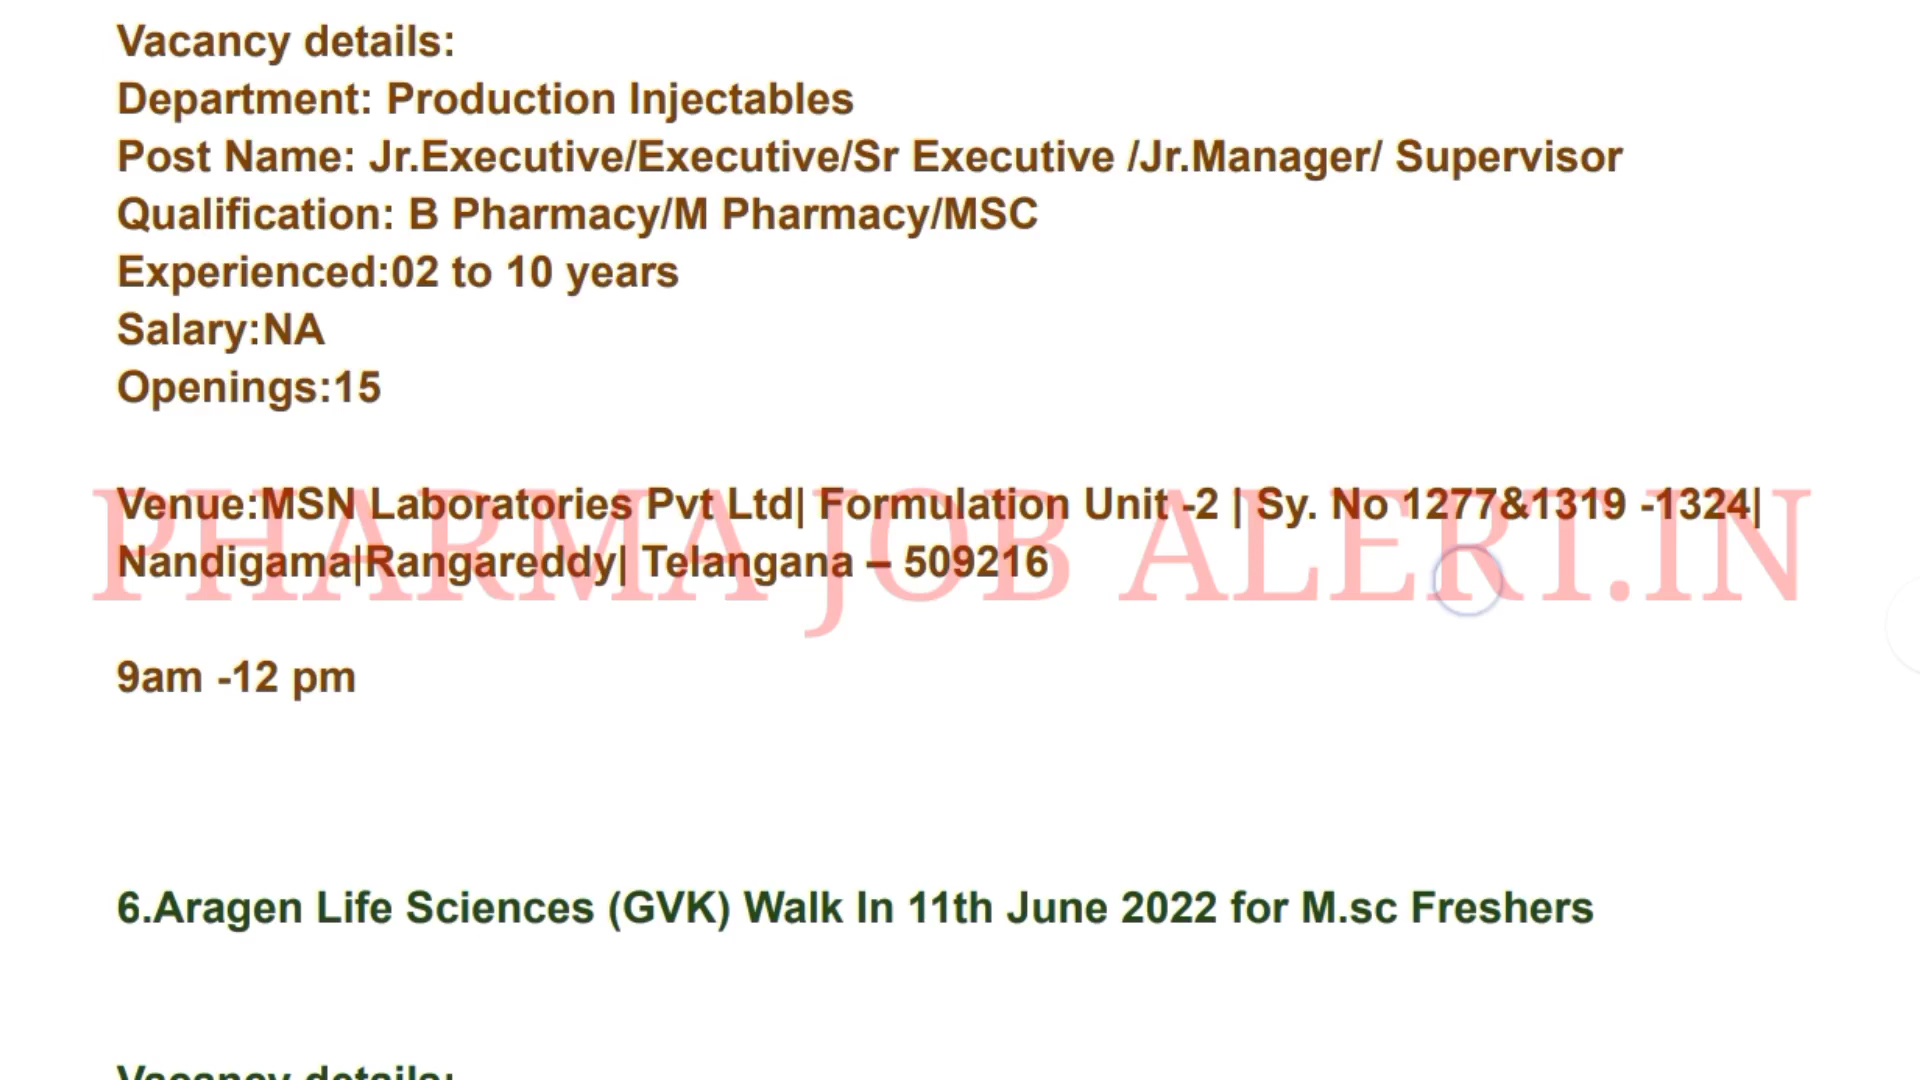 Vacancy details:
Department: Production Injectables
Post Name: Jr.Executive/Executive/Sr Executive /Jr.Manager/ Supervisor
Qualification: B Pharmacy/M Pharmacy/MSC
Experienced:02 to 10 years
Salary:NA
Openings:15
Venue:MSN Laboratories Pvt Ltd| Formulation Unit -2 | Sy. No 1277&1319 -1324|
Nandigama|Rangareddy| Telangana – 509216
PHARMA JOB ALERT.IN
9am -12 pm
6.Aragen Life Sciences (GVK) Walk In 11th June 2022 for M.sc Freshers
Vacancy details: